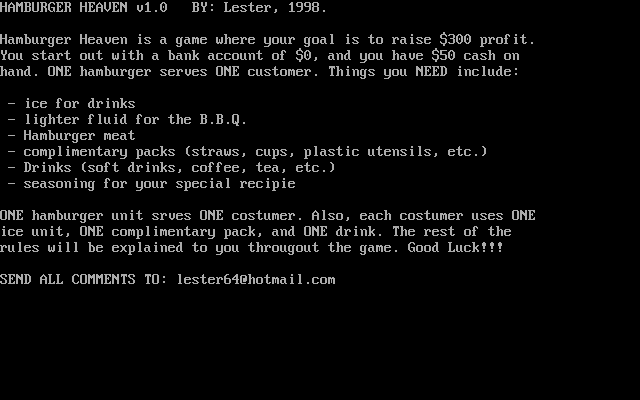 HAMBURGER HEAVEN v1.0   BY: Lester, 1998.
Hamburger Heaven is a game where your goal is to raise $300 profit.
You start out with a bank account of $0, and you have $50 cash on
hand. ONE hamburger serves ONE customer. Things you NEED include:
- ice for drinks
- lighter fluid for the B.B.Q.
- Hamburger meat
- complimentary packs (straws, cups, plastic utensils, etc.)
- Drinks (soft drinks, coffee, tea, etc.)
- seasoning for your special recipie
ONE hamburger unit srves ONE costumer. Also, each costumer uses ONE
ice unit, ONE complimentary pack, and ONE drink. The rest of the
rules will be explained to you througout the game. Good Luck!!!
SEND ALL COMMENTS TO: lester64@hotmail.com